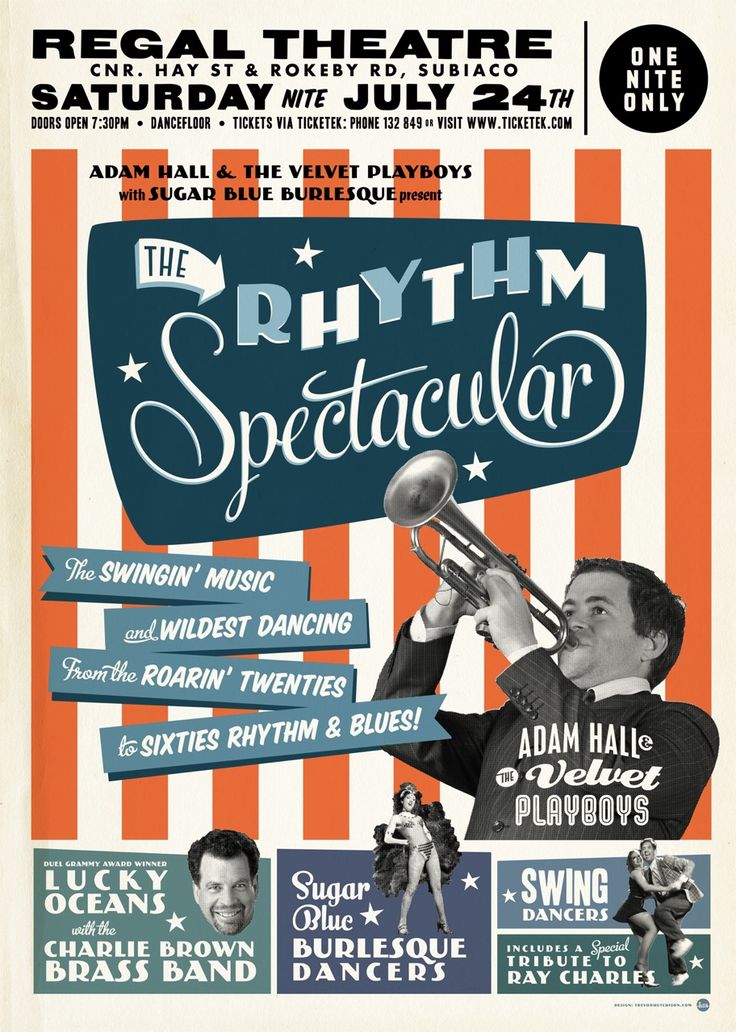 REGAL THEATRE
CNR. HAY ST & ROKEBY RD, SUBIACO
SATURDAY NITE JULY 24TH
DOORS OPEN 7:30PM • DANCEFLOOR • TICKETS VIA TICKETEK: PHONE 132 849 OR VISIT WWW.TICKETEK.COM
ONE
NITE
ONLY
ADAM HALL & THE VELVET PLAYBOYS
with SUGAR BLUE BURLESQUE present
THE
RHYTHM
Spectacular
The SWINGIN' MUSIC
and WILDEST DANCING
From the ROARIN' TWENTIES
to SIXTIES RHYTHM & BLUES!
ADAM HALL &
THE Velvet
PLAYBOYS
DUEL GRAMMY AWARD WINNER
LUCKY
OCEANS
with the
CHARLIE BROWN
BRASS BAND
Sugar
Blue
BURLESQUE
DANCERS
SWING
DANCERS
INCLUDES A Special
TRIBUTE TO
RAY CHARLES
DESIGN: TREVORHUTCHISON.COM